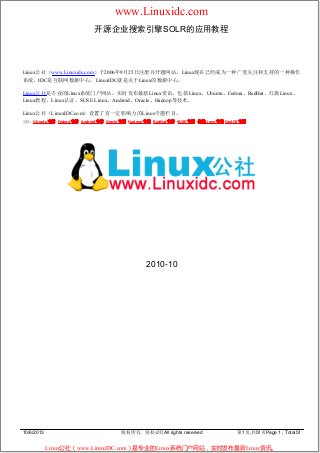 www.Linuxidc.com
开源企业搜索引擎SOLR的应用教程
Linux公社（www.Linuxidc.com）于2006年9月25日注册并开通网站，Linux现在已经成为一种广受关注和支持的一种操作
系统，IDC是互联网数据中心，LinuxIDC就是关于Linux的数据中心。
Linux公社是专业的Linux系统门户网站，实时发布最新Linux资讯，包括Linux、Ubuntu、Fedora、RedHat、红旗Linux、
Linux教程、Linux认证、SUSE Linux、Android、Oracle、Hadoop等技术。
Linux公社（LinuxIDC.com）设置了有一定影响力的Linux专题栏目。
Linux公社
www.Linuxidc.com
2010-10
10/6/2013 版权所有，侵权必究All rights reserved 第1页,共51页Page 1，Total51
Linux公社（www.LinuxIDC.com）是专业的Linux系统门户网站，实时发布最新Linux资讯。